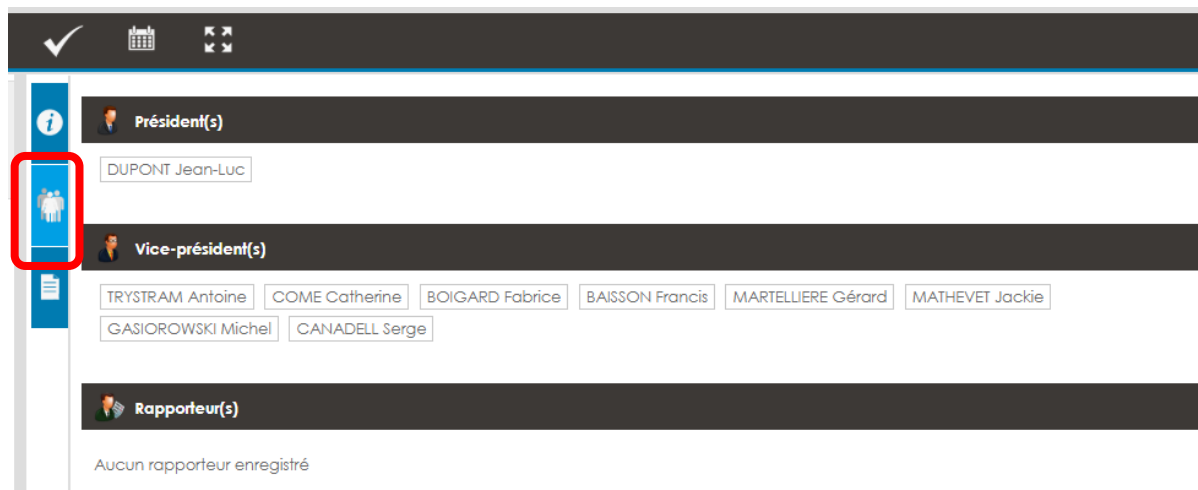 Président(s)
DUPONT Jean-Luc
Vice-président(s)
TRYSTRAM Antoine COME Catherine BOIGARD Fabrice BAISSON Francis MARTELLIERE Gérard MATHEVET Jackie
GASIOROWSKI Michel CANADELL Serge
Rapporteur(s)
Aucun rapporteur enregistré